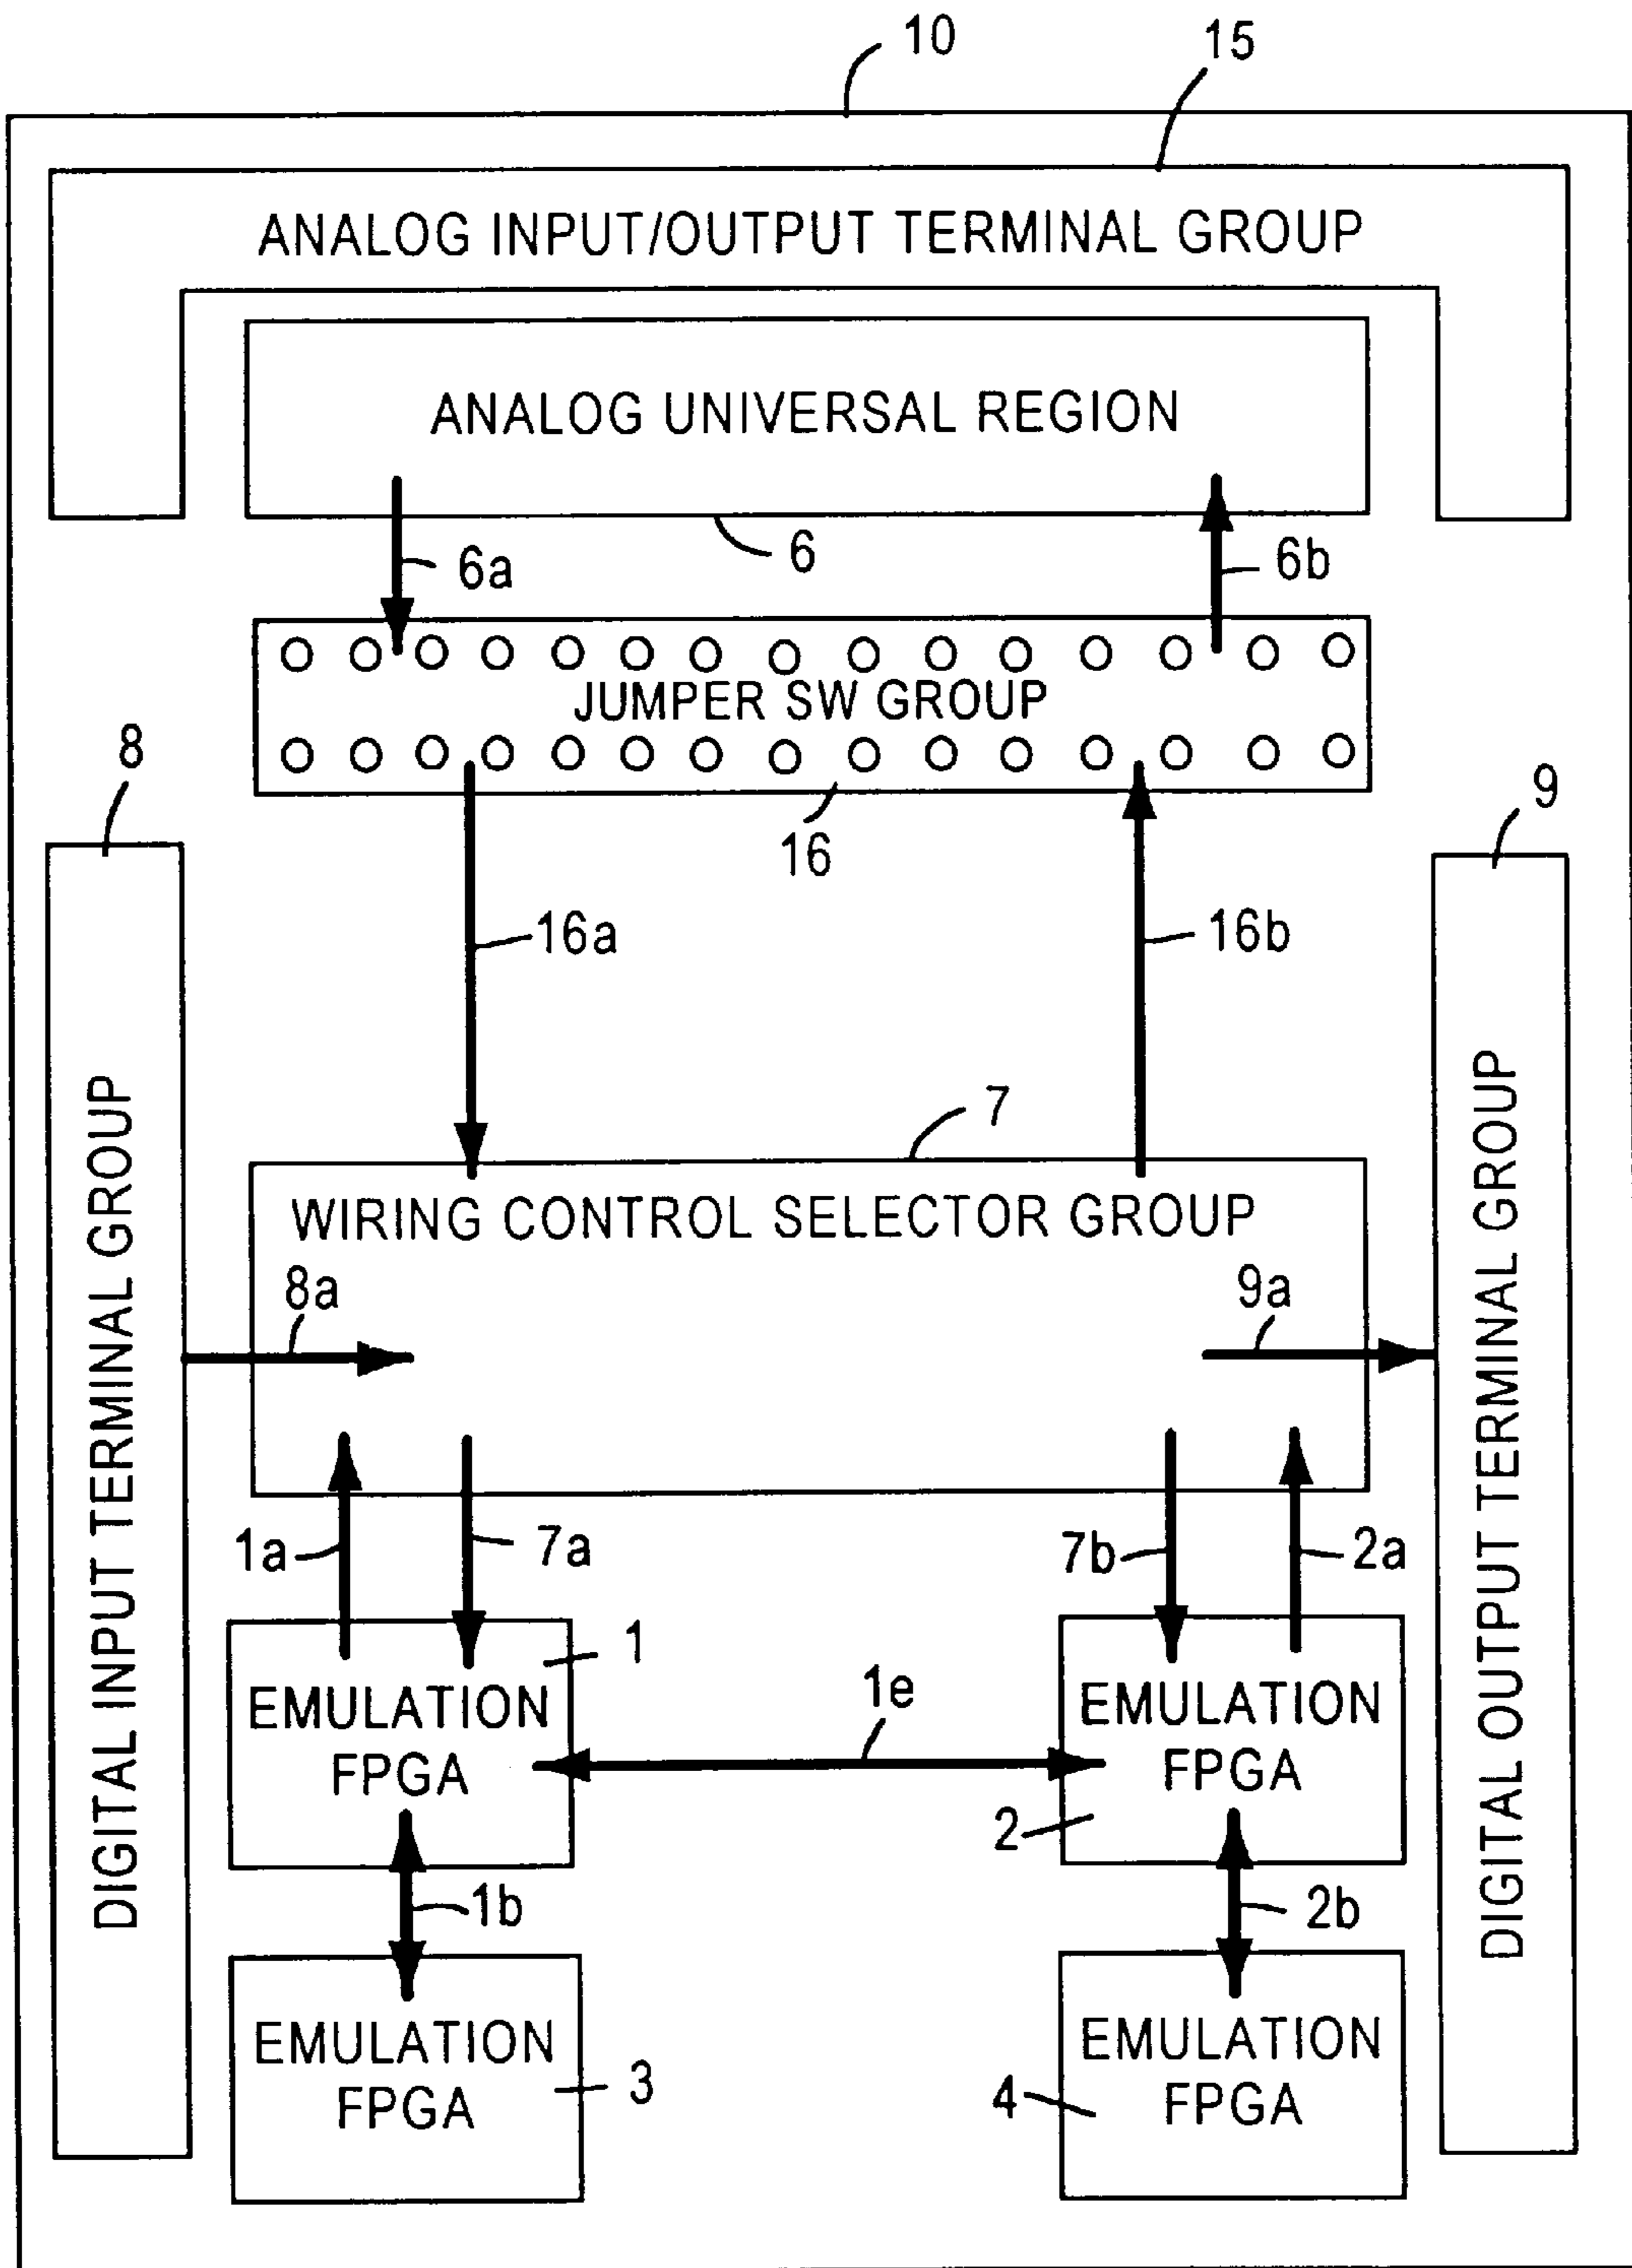 10
15
ANALOG INPUT/OUTPUT TERMINAL GROUP
ANALOG UNIVERSAL REGION
6
6a
6b
JUMPER SW GROUP
8
16
9
16a
16b
7
DIGITAL INPUT TERMINAL GROUP
WIRING CONTROL SELECTOR GROUP
DIGITAL OUTPUT TERMINAL GROUP
8a
9a
1a
7a
7b
2a
1
EMULATION
FPGA
1e
EMULATION
FPGA
2
1b
2b
EMULATION
FPGA
3
4
EMULATION
FPGA